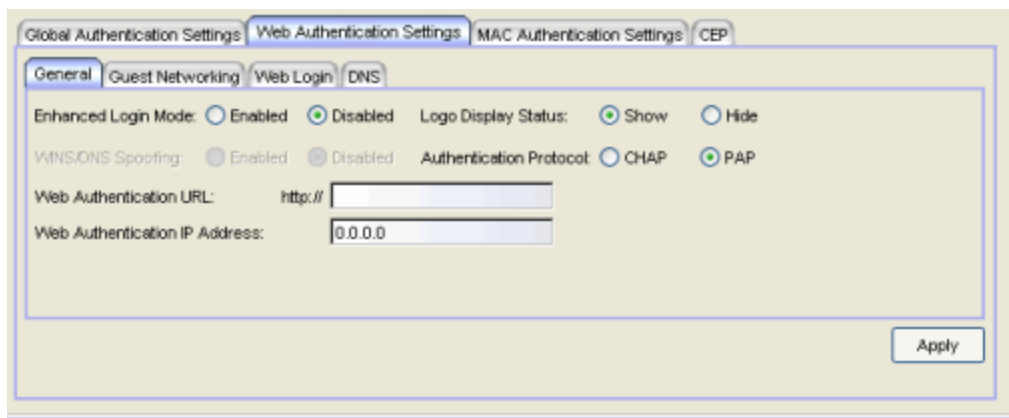 Global Authentication Settings Web Authentication Settings MAC Authentication Settings CEP
General Guest Networking Web Login DNS
Enhanced Login Mode: Enabled Disabled Logo Display Status: Show Hide
WINS/DNS Spoofing: Enabled Disabled Authentication Protocol: CHAP PAP
Web Authentication URL: http://
Web Authentication IP Address: 0.0.0.0
Apply